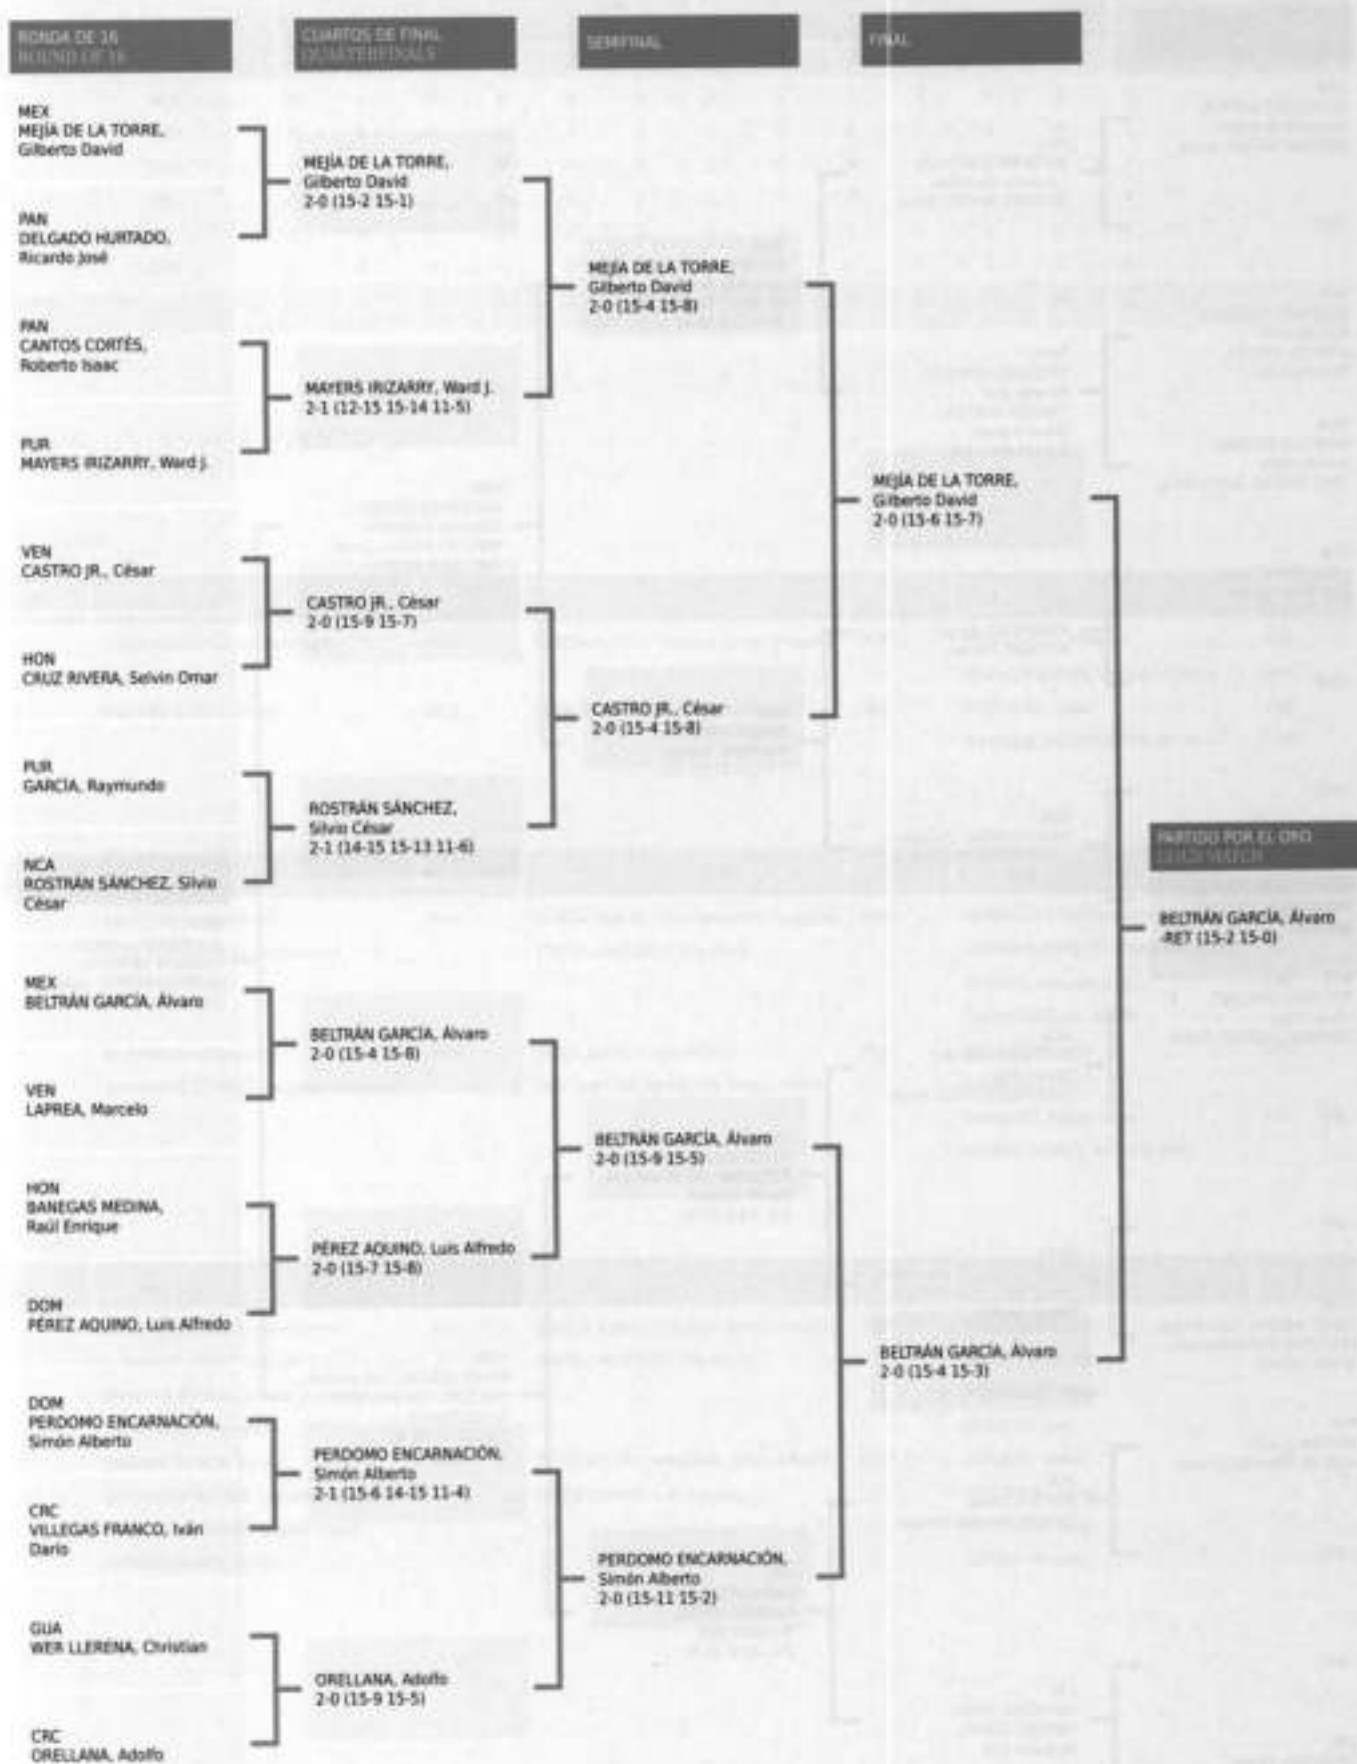 RONDA DE 16
ROUND OF 16
CUARTOS DE FINAL
QUARTERFINALS
SEMIFINAL
FINAL
MEX
MEJÍA DE LA TORRE,
Gilberto David
PAN
DELGADO HURTADO,
Ricardo José
PAN
CANTOS CORTÉS,
Roberto Isaac
PUR
MAYERS IRIZARRY, Ward J.
VEN
CASTRO JR., César
HON
CRUZ RIVERA, Selvin Omar
PUR
GARCÍA, Raymundo
NCA
ROSTRÁN SÁNCHEZ, Silvio
César
MEX
BELTRÁN GARCÍA, Álvaro
VEN
LAPREA, Marcelo
HON
BANEGAS MEDINA,
Raúl Enrique
DOM
PÉREZ AQUINO, Luis Alfredo
DOM
PERDOMO ENCARNACIÓN,
Simón Alberto
CRC
VILLEGAS FRANCO, Iván
Darío
GUA
WER LLERENA, Christian
CRC
ORELLANA, Adolfo
MEJÍA DE LA TORRE,
Gilberto David
2-0 (15-2 15-1)
MAYERS IRIZARRY, Ward J.
2-1 (12-15 15-14 11-5)
CASTRO JR., César
2-0 (15-9 15-7)
ROSTRÁN SÁNCHEZ,
Silvio César
2-1 (14-15 15-13 11-6)
BELTRÁN GARCÍA, Álvaro
2-0 (15-4 15-8)
PÉREZ AQUINO, Luis Alfredo
2-0 (15-7 15-8)
PERDOMO ENCARNACIÓN,
Simón Alberto
2-1 (15-6 14-15 11-4)
ORELLANA, Adolfo
2-0 (15-9 15-5)
MEJÍA DE LA TORRE,
Gilberto David
2-0 (15-4 15-8)
CASTRO JR., César
2-0 (15-4 15-8)
BELTRÁN GARCÍA, Álvaro
2-0 (15-9 15-5)
PERDOMO ENCARNACIÓN,
Simón Alberto
2-0 (15-11 15-2)
MEJÍA DE LA TORRE,
Gilberto David
2-0 (15-6 15-7)
BELTRÁN GARCÍA, Álvaro
2-0 (15-4 15-3)
PARTIDO POR EL ORO
BELTRÁN GARCÍA, Álvaro
-RET (15-2 15-0)